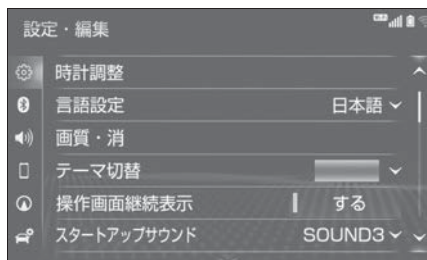 設定・編集
時計調整
言語設定 日本語
画質・消
テーマ切替
操作画面継続表示 する
スタートアップサウンド SOUND3